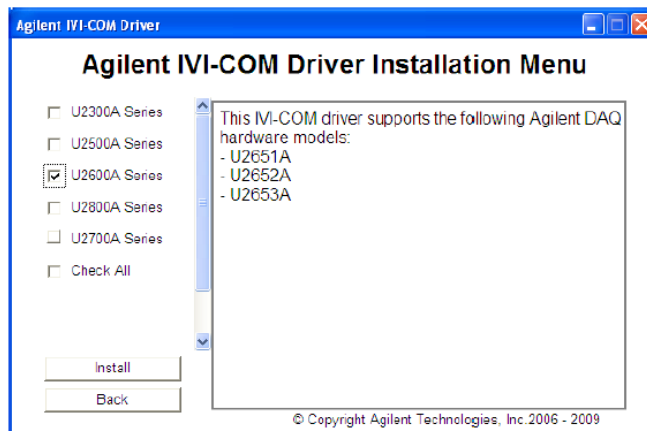 Agilent IVI-COM Driver
Agilent IVI-COM Driver Installation Menu
U2300A Series
U2500A Series
U2600A Series
U2800A Series
U2700A Series
Check All
Install
Back
This IVI-COM driver supports the following Agilent DAQ
hardware models:
- U2651A
- U2652A
- U2653A
© Copyright Agilent Technologies, Inc.2006 - 2009